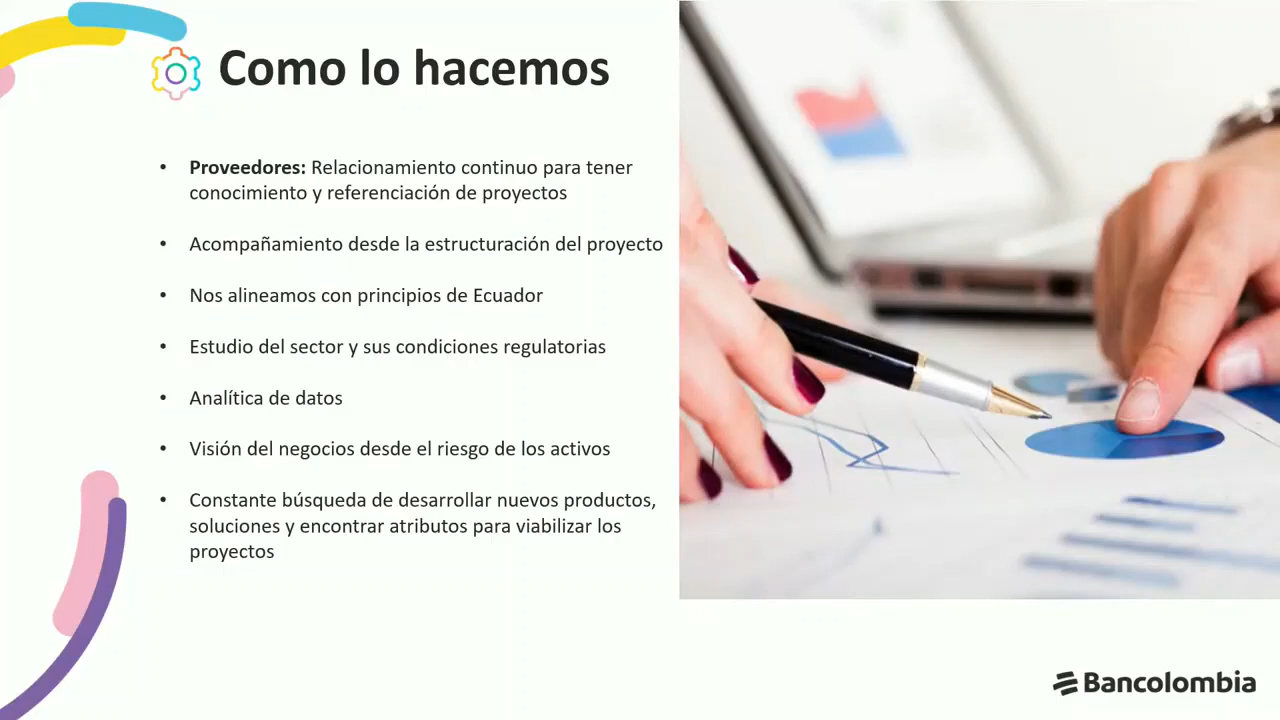 Como lo hacemos
• Proveedores: Relacionamiento continuo para tener
conocimiento y referenciación de proyectos
• Acompañamiento desde la estructuración del proyecto
• Nos alineamos con principios de Ecuador
• Estudio del sector y sus condiciones regulatorias
• Analítica de datos
• Visión del negocios desde el riesgo de los activos
• Constante búsqueda de desarrollar nuevos productos,
soluciones y encontrar atributos para viabilizar los
proyectos
Bancolombia